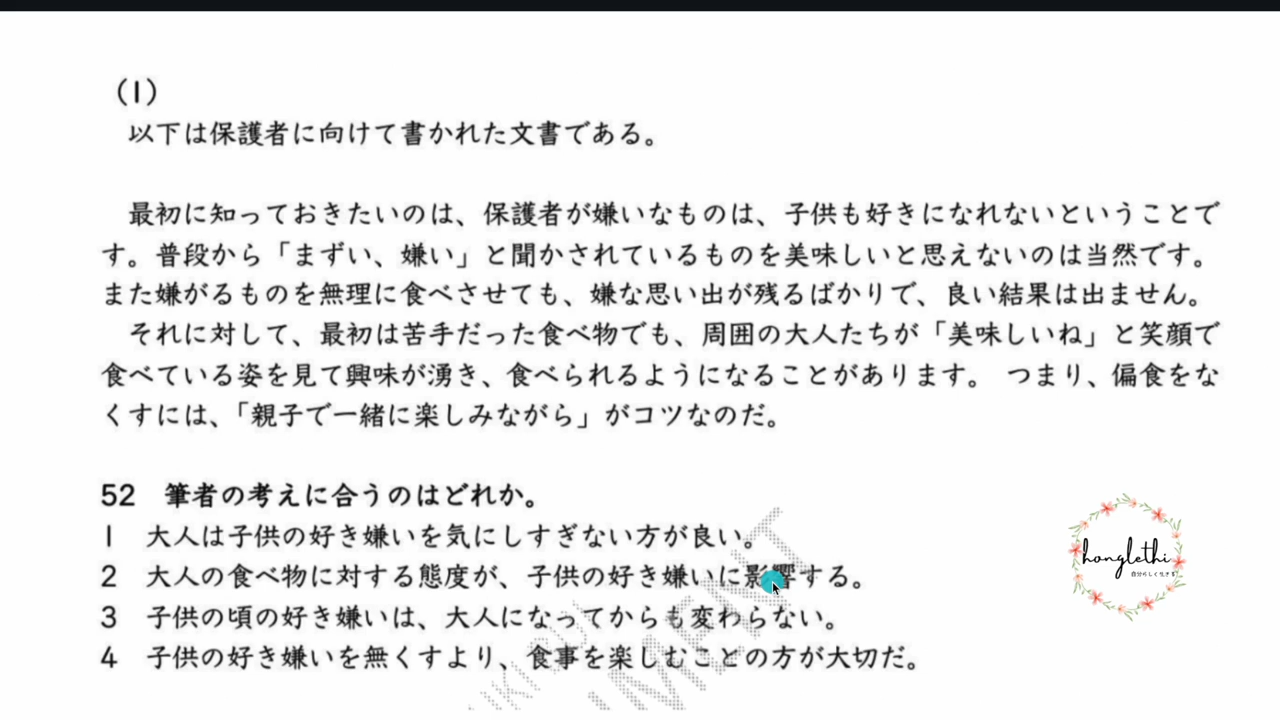 （1）
以下は保護者に向けて書かれた文書である。
最初に知っておきたいのは、保護者が嫌いなものは、子供も好きになれないということで
す。普段から「まずい、嫌い」と聞かされているものを美味しいと思えないのは当然です。
また嫌がるものを無理に食べさせても、嫌な思い出が残るばかりで、良い結果は出ません。
それに対して、最初は苦手だった食べ物でも、周囲の大人たちが「美味しいね」と笑顔で
食べている姿を見て興味が湧き、食べられるようになることがあります。 つまり、偏食をな
くすには、「親子で一緒に楽しみながら」がコツなのだ。
52 筆者の考えに合うのはどれか。
1 大人は子供の好き嫌いを気にしすぎない方が良い。
2 大人の食べ物に対する態度が、子供の好き嫌いに影響する。
3 子供の頃の好き嫌いは、大人になってからも変わらない。
4 子供の好き嫌いを無くすより、食事を楽しむことの方が大切だ。
honglethi
自分らしく生きす